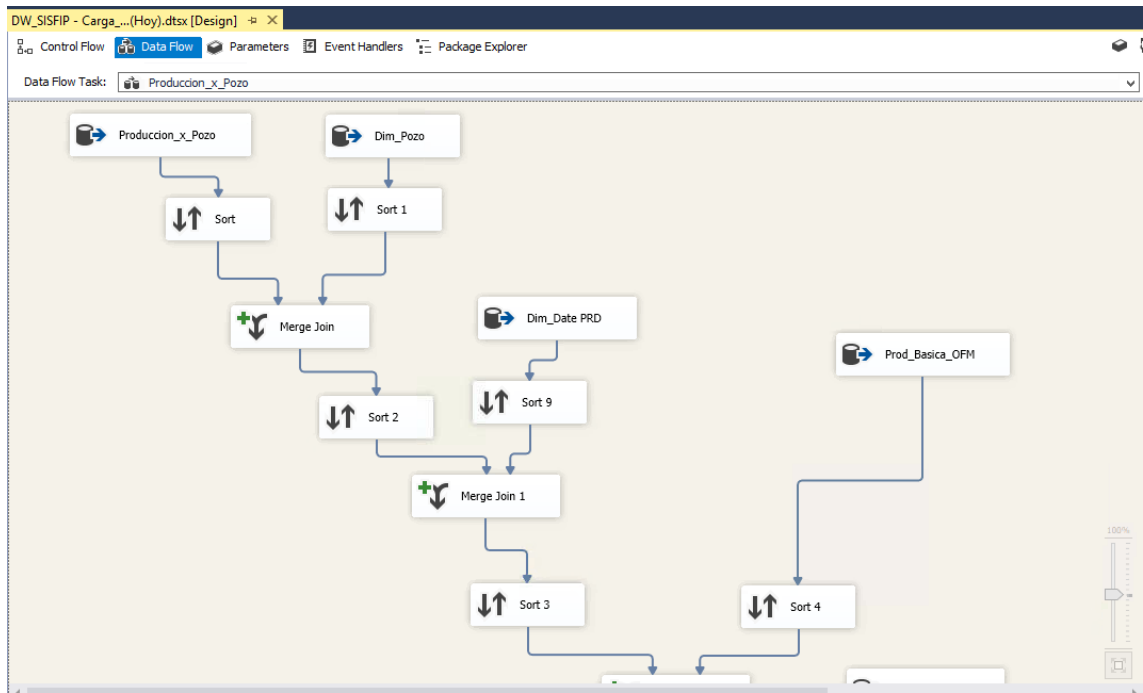 DW_SISFIP - Carga_...(Hoy).dtsx [Design]
Control Flow Data Flow Parameters Event Handlers Package Explorer
Data Flow Task: Produccion_x_Pozo
Produccion_x_Pozo
Dim_Pozo
Sort
Sort 1
Merge Join
Dim_Date PRD
Prod_Basica_OFM
Sort 2
Sort 9
Merge Join 1
100%
Sort 3
Sort 4